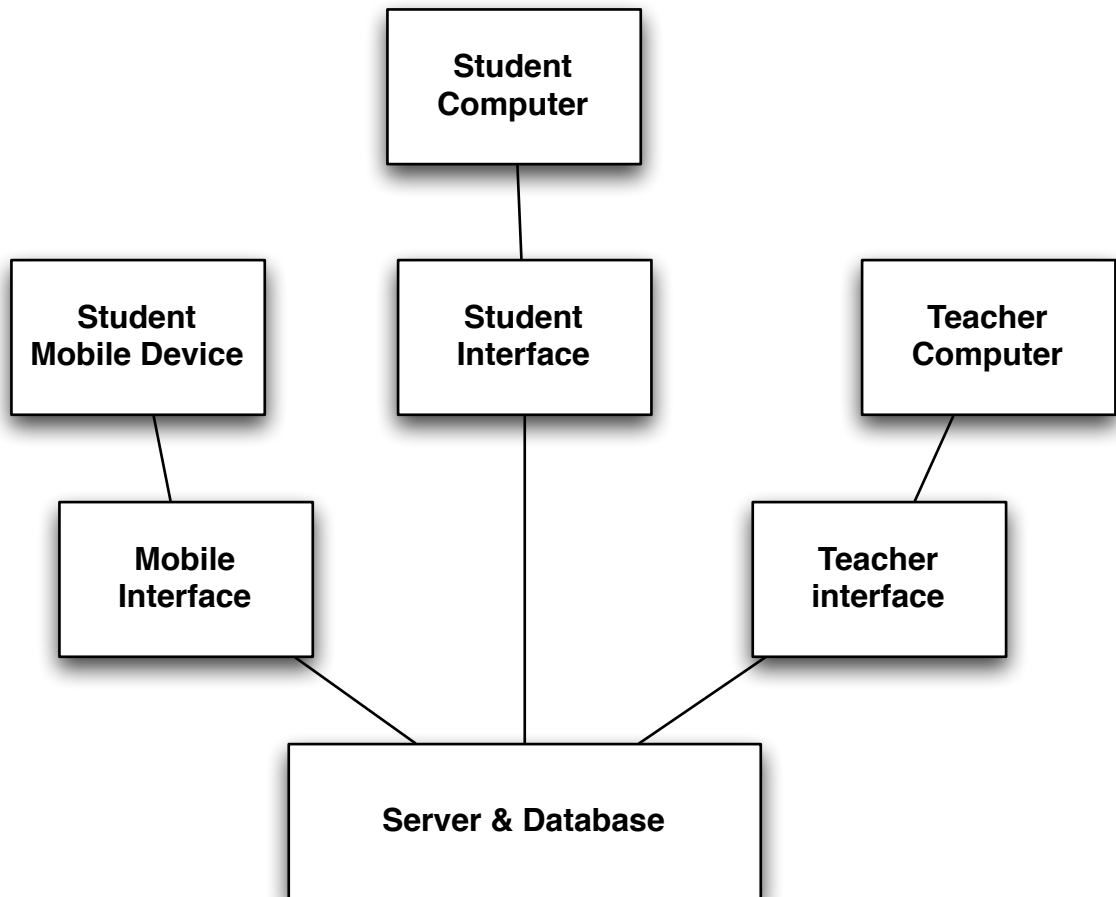 Student
Computer
Student
Mobile Device
Student
Interface
Teacher
Computer
Mobile
Interface
Teacher
interface
Server & Database